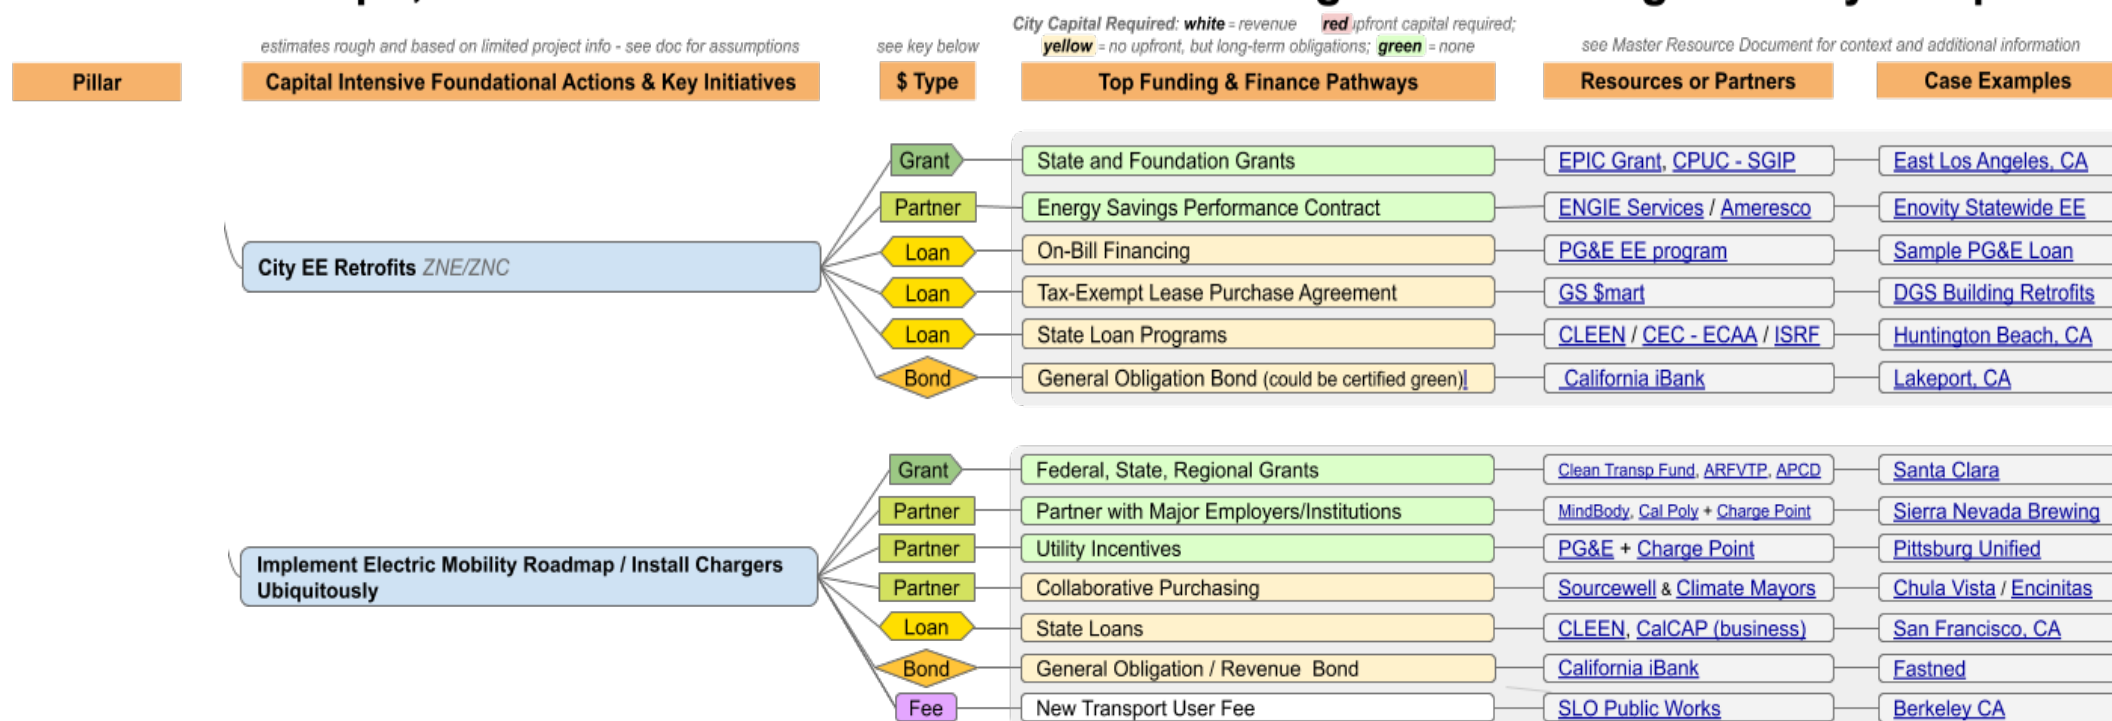 City Capital Required: white = revenue red upfront capital required;
estimates rough and based on limited project info - see doc for assumptions see key below yellow = no upfront, but long-term obligations; green = none see Master Resource Document for context and additional information
Pillar Capital Intensive Foundational Actions & Key Initiatives $ Type Top Funding & Finance Pathways Resources or Partners Case Examples
Grant State and Foundation Grants EPIC Grant, CPUC - SGIP East Los Angeles, CA
Partner Energy Savings Performance Contract ENGIE Services / Ameresco Enovity Statewide EE
Loan On-Bill Financing PG&E EE program Sample PG&E Loan
City EE Retrofits ZNE/ZNC
Loan Tax-Exempt Lease Purchase Agreement GS $mart DGS Building Retrofits
Loan State Loan Programs CLEEN / CEC - ECAA / ISRF Huntington Beach, CA
Bond General Obligation Bond (could be certified green) California iBank Lakeport, CA
Grant Federal, State, Regional Grants Clean Transp Fund, ARFVTP, APCD Santa Clara
Partner Partner with Major Employers/Institutions MindBody, Cal Poly + Charge Point Sierra Nevada Brewing
Partner Utility Incentives PG&E + Charge Point Pittsburg Unified
Implement Electric Mobility Roadmap / Install Chargers
Ubiquitously
Partner Collaborative Purchasing Sourcewell & Climate Mayors Chula Vista / Encinitas
Loan State Loans CLEEN, CalCAP (business) San Francisco, CA
Bond General Obligation / Revenue Bond California iBank Fastned
Fee New Transport User Fee SLO Public Works Berkeley CA